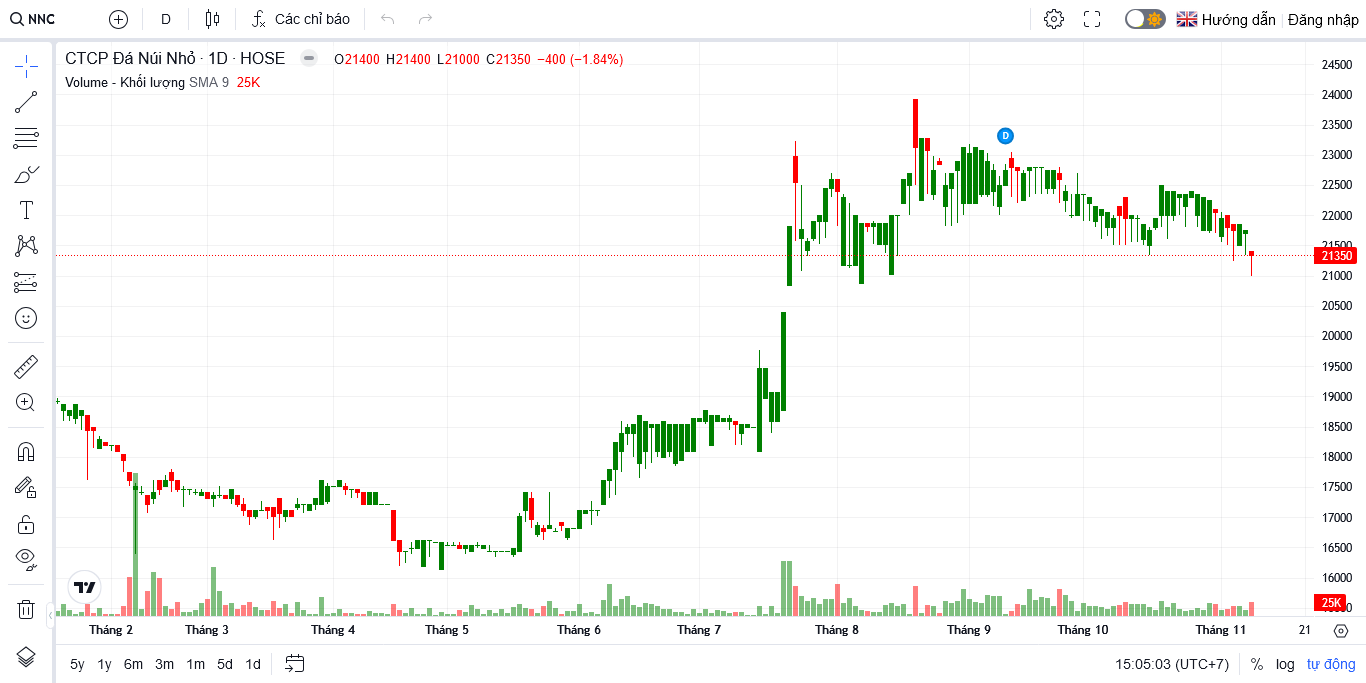 NNC D Các chỉ báo Hướng dẫn Đăng nhập
CTCP Đá Núi Nhỏ · 1D · HOSE O21400 H21400 L21000 C21350 −400 (−1.84%)
Volume - Khối lượng SMA 9 25K
D
24500
24000
23500
23000
22500
22000
21500
21350
21000
20500
20000
19500
19000
18500
18000
17500
17000
16500
16000
25K
Tháng 2 Tháng 3 Tháng 4 Tháng 5 Tháng 6 Tháng 7 Tháng 8 Tháng 9 Tháng 10 Tháng 11 21
5y 1y 6m 3m 1m 5d 1d 15:05:03 (UTC+7) % log tự động